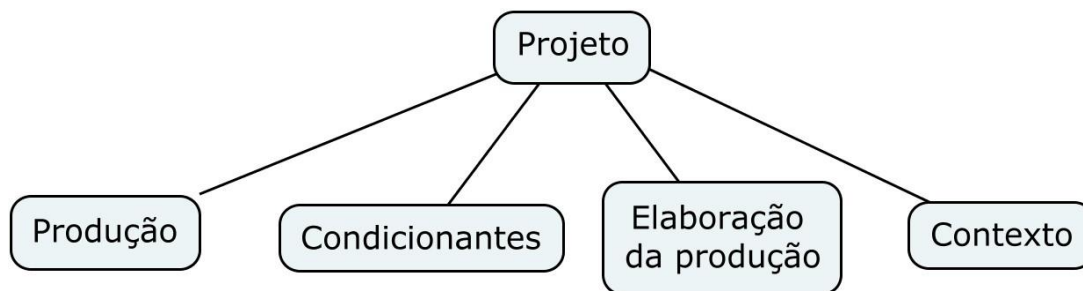 Projeto
Produção
Condicionantes
Elaboração
da produção
Contexto